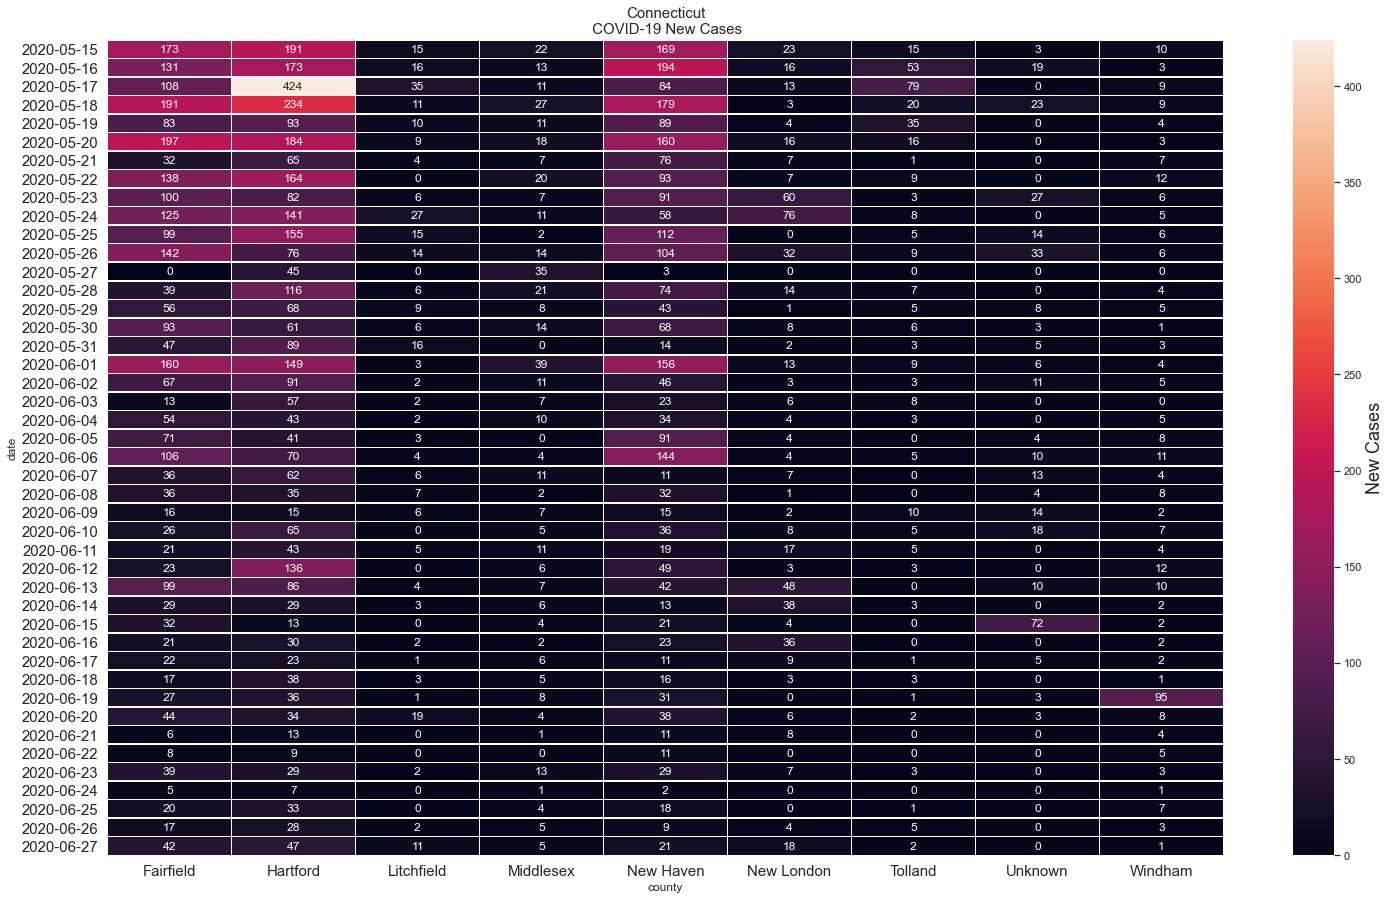 Connecticut
COVID-19 New Cases
2020-05-15 173 191 15 22 169 23 15 3 10
2020-05-16 131 173 16 13 194 16 53 19 3
2020-05-17 108 424 35 11 84 13 79 0 9
2020-05-18 191 234 11 27 179 3 20 23 9
2020-05-19 83 93 10 11 89 4 35 0 4
2020-05-20 197 184 9 18 160 16 16 0 3
2020-05-21 32 65 4 7 76 7 1 0 7
2020-05-22 138 164 0 20 93 7 9 0 12
2020-05-23 100 82 6 7 91 60 3 27 6
2020-05-24 125 141 27 11 58 76 8 0 5
2020-05-25 99 155 15 2 112 0 5 14 6
2020-05-26 142 76 14 14 104 32 9 33 6
2020-05-27 0 45 0 35 3 0 0 0 0
2020-05-28 39 116 6 21 74 14 7 0 4
2020-05-29 56 68 9 8 43 1 5 8 5
2020-05-30 93 61 6 14 68 8 6 3 1
2020-05-31 47 89 16 0 14 2 3 5 3
2020-06-01 160 149 3 39 156 13 9 6 4
2020-06-02 67 91 2 11 46 3 3 11 5
2020-06-03 13 57 2 7 23 6 8 0 0
2020-06-04 54 43 2 10 34 4 3 0 5
2020-06-05 71 41 3 0 91 4 0 4 8
2020-06-06 106 70 4 4 144 4 5 10 11
2020-06-07 36 62 6 11 11 7 0 13 4
2020-06-08 36 35 7 2 32 1 0 4 8
2020-06-09 16 15 6 7 15 2 10 14 2
2020-06-10 26 65 0 5 36 8 5 18 7
2020-06-11 21 43 5 11 19 17 5 0 4
2020-06-12 23 136 0 6 49 3 3 0 12
2020-06-13 99 86 4 7 42 48 0 10 10
2020-06-14 29 29 3 6 13 38 3 0 2
2020-06-15 32 13 0 4 21 4 0 72 2
2020-06-16 21 30 2 2 23 36 0 0 2
2020-06-17 22 23 1 6 11 9 1 5 2
2020-06-18 17 38 3 5 16 3 3 0 1
2020-06-19 27 36 1 8 31 0 1 3 95
2020-06-20 44 34 19 4 38 6 2 3 8
2020-06-21 6 13 0 1 11 8 0 0 4
2020-06-22 8 9 0 0 11 0 0 0 5
2020-06-23 39 29 2 13 29 7 3 0 3
2020-06-24 5 7 0 1 2 0 0 0 1
2020-06-25 20 33 0 4 18 0 1 0 7
2020-06-26 17 28 2 5 9 4 5 0 3
2020-06-27 42 47 11 5 21 18 2 0 1
date
Fairfield Hartford Litchfield Middlesex New Haven New London Tolland Unknown Windham
county
400
350
300
250
200
150
100
50
0
New Cases